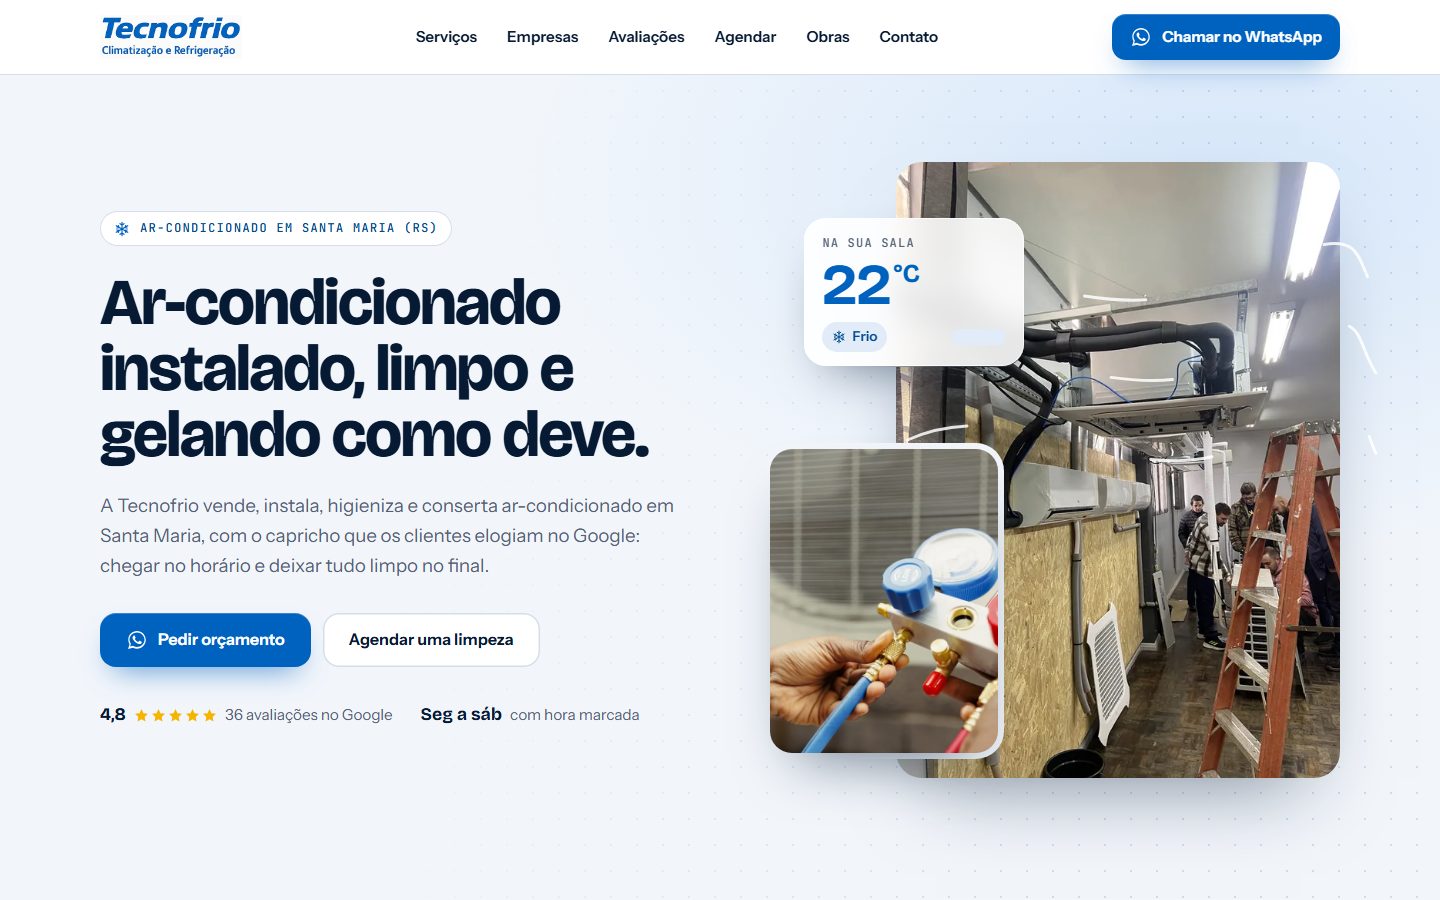 Tecnofrio
Climatização e Refrigeração
Serviços
Empresas
Avaliações
Agendar
Obras
Contato
Chamar no WhatsApp
AR-CONDICIONADO EM SANTA MARIA (RS)
Ar-condicionado
instalado, limpo e
gelando como deve.
A Tecnofrio vende, instala, higieniza e conserta ar-condicionado em
Santa Maria, com o capricho que os clientes elogiam no Google:
chegar no horário e deixar tudo limpo no final.
Pedir orçamento
Agendar uma limpeza
4,8 ★★★★★ 36 avaliações no Google
Seg a sáb com hora marcada
NA SUA SALA
22°C
Frio